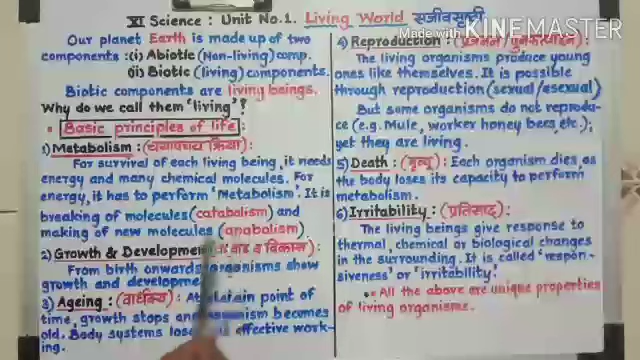 XI Science : Unit No.1. Living World सजीवसृष्टी
Made with KINEMASTER
Our planet Earth is made up of two
components : (i) Abiotic (Non-living) comp.
(ii) Biotic (living) components.
Biotic components are living beings.
Why do we call them 'living'?
Basic principles of life:
1) Metabolism: (चयापचय क्रिया)
For survival of each living being, it needs
energy and many chemical molecules. For
energy, it has to perform 'Metabolism'. It is
breaking of molecules (catabolism) and
making of new molecules (anabolism)
2) Growth & Development वाढ व विकास):
From birth onwards organisms show
growth and
3) Ageing: (वार्धक्य): point of
time, growth stops becomes
old. Body systems effective work-
ing.
4) Reproduction: (प्रजनन/पुनरुत्पादन)
The living organisms produce young
ones like themselves. It is possible
through reproduction (sexual/asexual)
But some organisms do not reprodu-
ce (e.g. Mule, worker honey bees, etc.);
yet they are living.
5) Death: (मृत्यू): Each organism dies, as
the body loses its capacity to perform
metabolism.
6) Irritability: (प्रतिसाद):
The living beings give response to
thermal, chemical or biological changes
in the surrounding. It is called 'respon-
siveness' or 'irritability'.
All the above are unique properties
of living organisms.